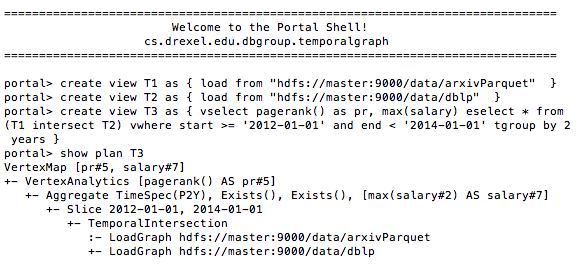 ================================================================================
Welcome to the Portal Shell!
cs.drexel.edu.dbgroup.temporalgraph
================================================================================
portal> create view T1 as { load from "hdfs://master:9000/data/arxivParquet"  }
portal> create view T2 as { load from "hdfs://master:9000/data/dblp"  }
portal> create view T3 as { vselect pagerank() as pr, max(salary) eselect * from
(T1 intersect T2) vwhere start >= '2012-01-01' and end < '2014-01-01' tgroup by 2
years }
portal> show plan T3
VertexMap [pr#5, salary#7]
+- VertexAnalytics [pagerank() AS pr#5]
   +- Aggregate TimeSpec(P2Y), Exists(), Exists(), [max(salary#2) AS salary#7]
      +- Slice 2012-01-01, 2014-01-01
         +- TemporalIntersection
            :- LoadGraph hdfs://master:9000/data/arxivParquet
            +- LoadGraph hdfs://master:9000/data/dblp